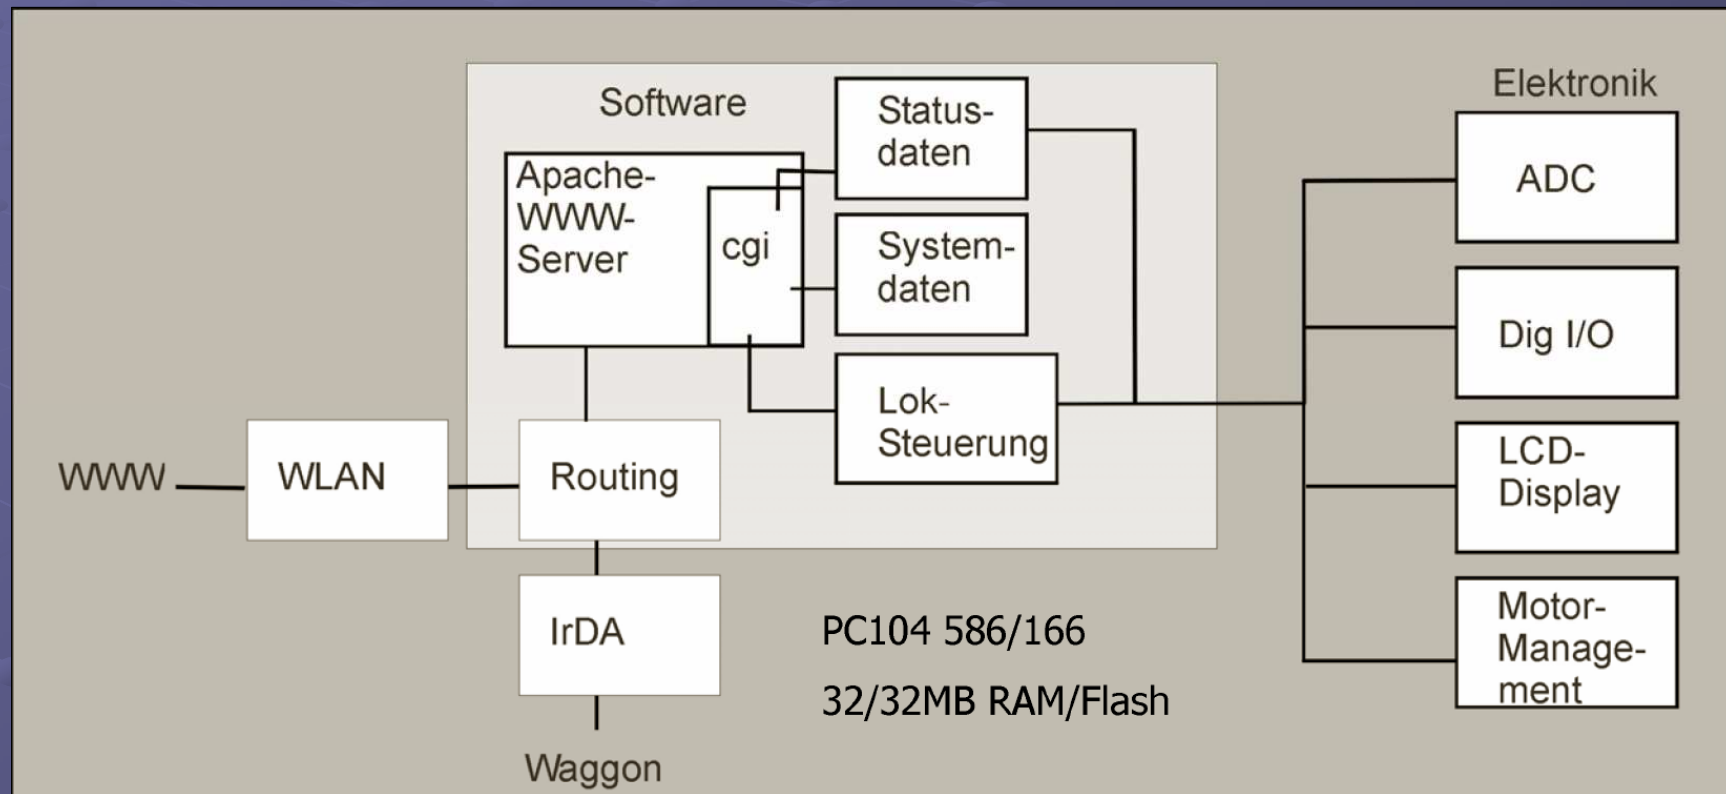 Software
Apache-
WWW-
Server
cgi
Status-
daten
System-
daten
Lok-
Steuerung
WWW
WLAN
Routing
IrDA
Waggon
PC104 586/166
32/32MB RAM/Flash
Elektronik
ADC
Dig I/O
LCD-
Display
Motor-
Manage-
ment